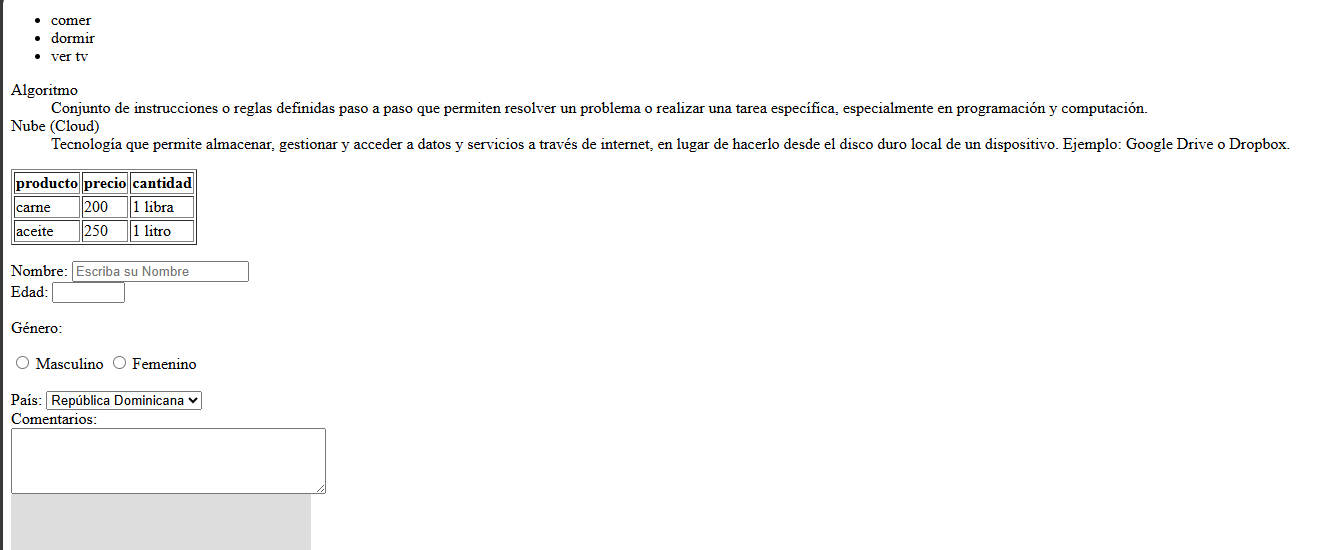 comer
dormir
ver tv
Algoritmo
Conjunto de instrucciones o reglas definidas paso a paso que permiten resolver un problema o realizar una tarea específica, especialmente en programación y computación.
Nube (Cloud)
Tecnología que permite almacenar, gestionar y acceder a datos y servicios a través de internet, en lugar de hacerlo desde el disco duro local de un dispositivo. Ejemplo: Google Drive o Dropbox.
producto precio cantidad
carne 200 1 libra
aceite 250 1 litro
Nombre: Escriba su Nombre
Edad:
Género:
Masculino Femenino
País: República Dominicana
Comentarios: